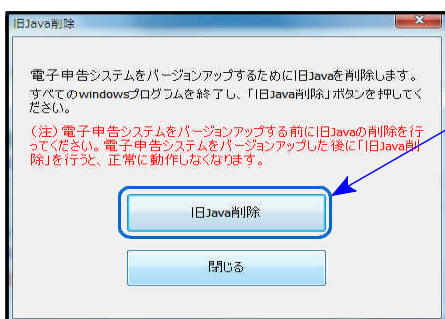 旧Java削除
電子申告システムをバージョンアップするために旧Javaを削除します。
すべてのwindowsプログラムを終了し、「旧Java削除」ボタンを押してく
ださい。
(注)電子申告システムをバージョンアップする前に旧Javaの削除を行
ってください。電子申告システムをバージョンアップした後に「旧Java削
除」を行うと、正常に動作しなくなります。
旧Java削除
閉じる